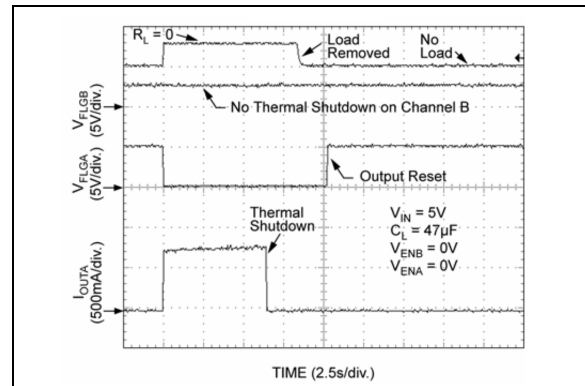 R_L = 0
Load
Removed
No
Load
V_FLGB
(5V/div.)
No Thermal Shutdown on Channel B
V_FLGA
(5V/div.)
Output Reset
Thermal
Shutdown
V_IN = 5V
C_L = 47µF
V_ENB = 0V
V_ENA = 0V
I_OUTA
(500mA/div.)
TIME (2.5s/div.)